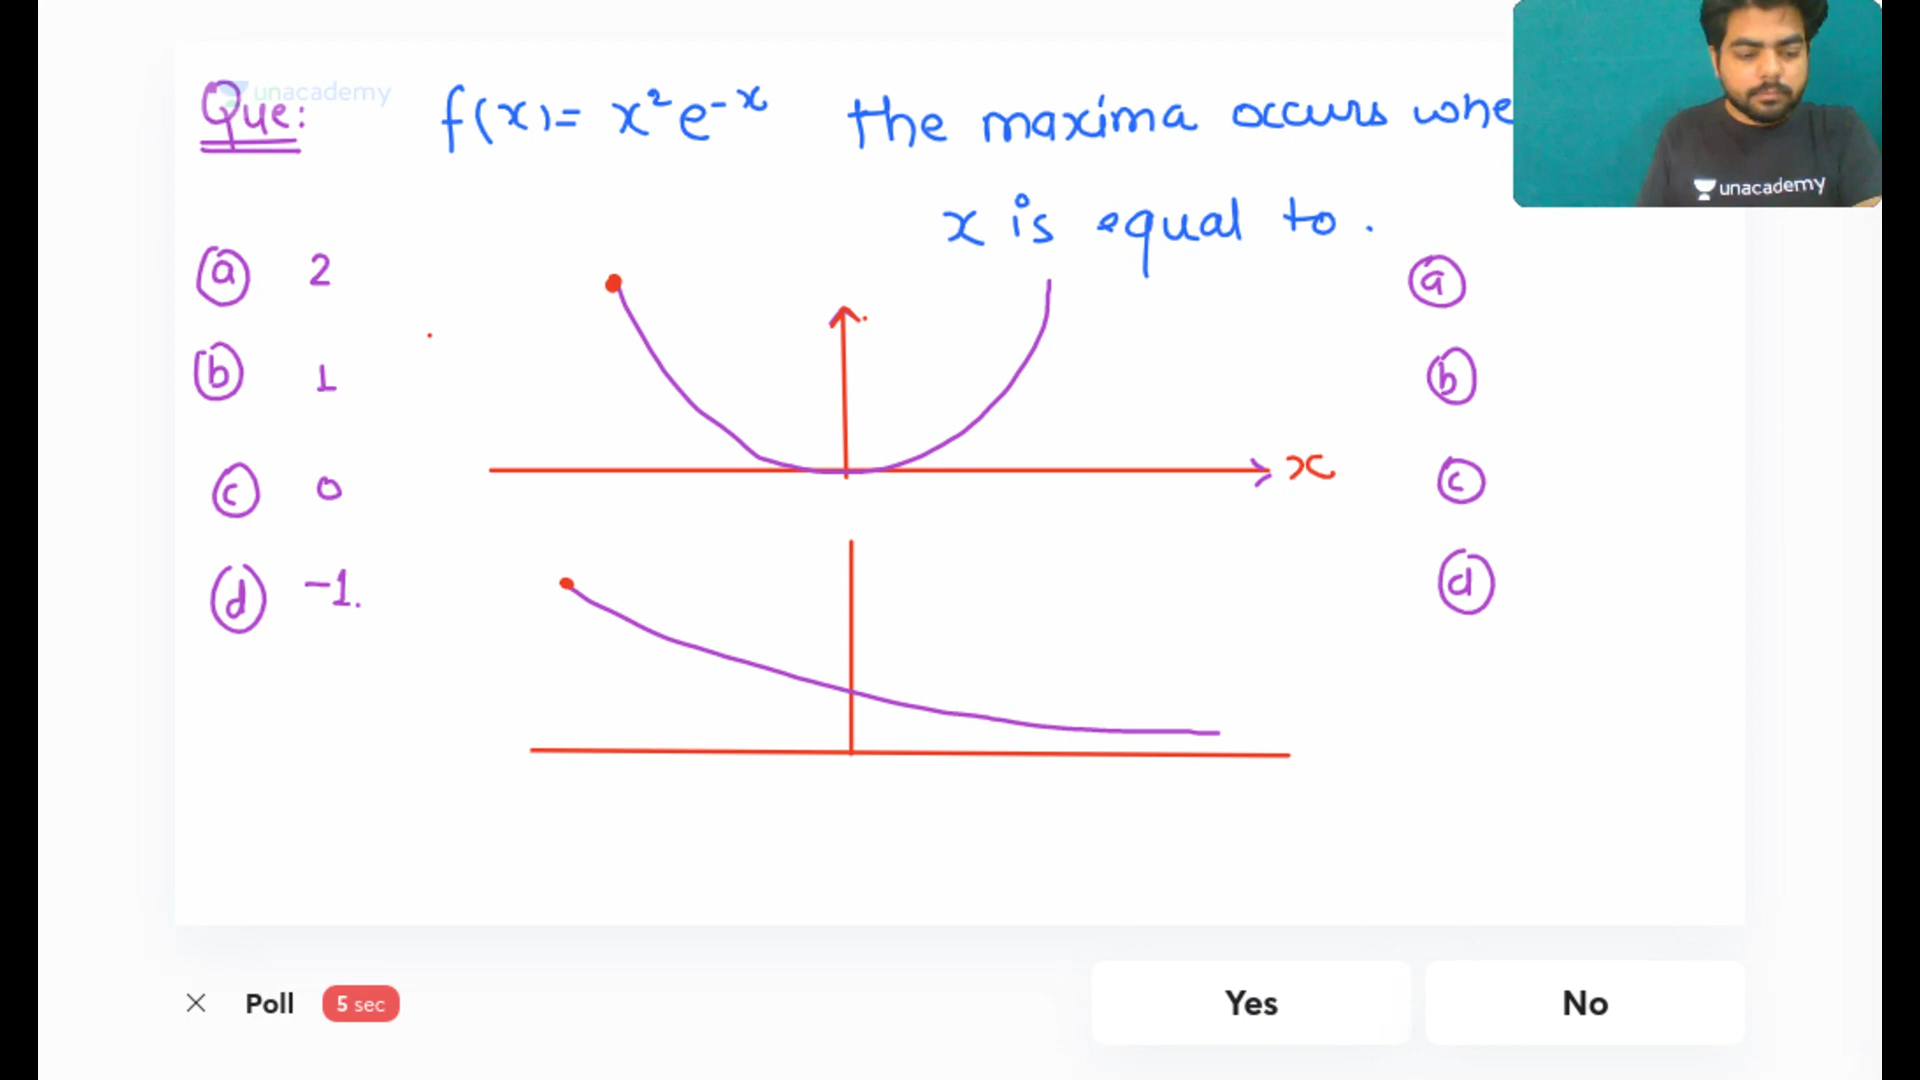 unacademy
Que: f(x)= x²e⁻ˣ the maxima occurs whe
x is equal to.
unacademy
a 2
b 1
c 0
d -1.
a
b
c
d
x
Poll 5 sec Yes No